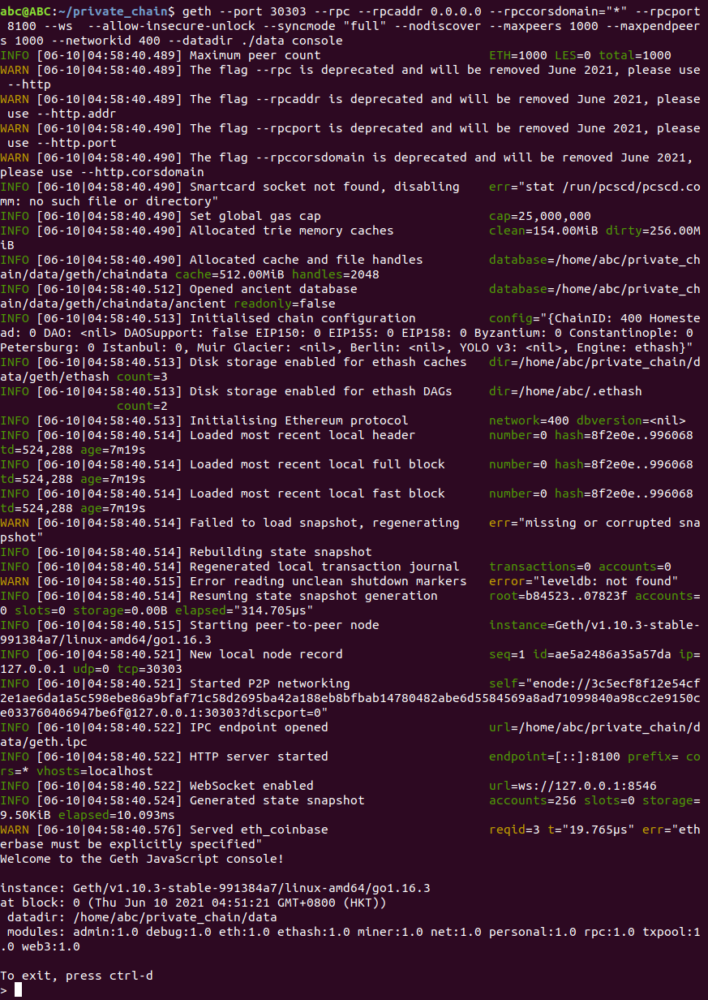 abc@ABC:~/private_chain$ geth --port 30303 --rpc --rpcaddr 0.0.0.0 --rpccorsdomain="*" --rpcport
 8100 --ws  --allow-insecure-unlock --syncmode "full" --nodiscover --maxpeers 1000 --maxpendpeer
s 1000 --networkid 400 --datadir ./data console
INFO [06-10|04:58:40.489] Maximum peer count                       ETH=1000 LES=0 total=1000
WARN [06-10|04:58:40.489] The flag --rpc is deprecated and will be removed June 2021, please use
 --http
WARN [06-10|04:58:40.489] The flag --rpcaddr is deprecated and will be removed June 2021, please
 use --http.addr
WARN [06-10|04:58:40.490] The flag --rpcport is deprecated and will be removed June 2021, please
 use --http.port
WARN [06-10|04:58:40.490] The flag --rpccorsdomain is deprecated and will be removed June 2021,
please use --http.corsdomain
INFO [06-10|04:58:40.490] Smartcard socket not found, disabling    err="stat /run/pcscd/pcscd.co
mm: no such file or directory"
INFO [06-10|04:58:40.490] Set global gas cap                       cap=25,000,000
INFO [06-10|04:58:40.490] Allocated trie memory caches             clean=154.00MiB dirty=256.00M
iB
INFO [06-10|04:58:40.490] Allocated cache and file handles         database=/home/abc/private_ch
ain/data/geth/chaindata cache=512.00MiB handles=2048
INFO [06-10|04:58:40.512] Opened ancient database                  database=/home/abc/private_ch
ain/data/geth/chaindata/ancient readonly=false
INFO [06-10|04:58:40.513] Initialised chain configuration          config="{ChainID: 400 Homeste
ad: 0 DAO: <nil> DAOSupport: false EIP150: 0 EIP155: 0 EIP158: 0 Byzantium: 0 Constantinople: 0
Petersburg: 0 Istanbul: 0, Muir Glacier: <nil>, Berlin: <nil>, YOLO v3: <nil>, Engine: ethash}"
INFO [06-10|04:58:40.513] Disk storage enabled for ethash caches   dir=/home/abc/private_chain/d
ata/geth/ethash count=3
INFO [06-10|04:58:40.513] Disk storage enabled for ethash DAGs     dir=/home/abc/.ethash
                count=2
INFO [06-10|04:58:40.513] Initialising Ethereum protocol           network=400 dbversion=<nil>
INFO [06-10|04:58:40.514] Loaded most recent local header          number=0 hash=8f2e0e..996068
td=524,288 age=7m19s
INFO [06-10|04:58:40.514] Loaded most recent local full block      number=0 hash=8f2e0e..996068
td=524,288 age=7m19s
INFO [06-10|04:58:40.514] Loaded most recent local fast block      number=0 hash=8f2e0e..996068
td=524,288 age=7m19s
WARN [06-10|04:58:40.514] Failed to load snapshot, regenerating    err="missing or corrupted sna
pshot"
INFO [06-10|04:58:40.514] Rebuilding state snapshot
INFO [06-10|04:58:40.514] Regenerated local transaction journal    transactions=0 accounts=0
WARN [06-10|04:58:40.515] Error reading unclean shutdown markers   error="leveldb: not found"
INFO [06-10|04:58:40.514] Resuming state snapshot generation       root=b84523..07823f accounts=
0 slots=0 storage=0.00B elapsed="314.705µs"
INFO [06-10|04:58:40.515] Starting peer-to-peer node               instance=Geth/v1.10.3-stable-
991384a7/linux-amd64/go1.16.3
INFO [06-10|04:58:40.521] New local node record                    seq=1 id=ae5a2486a35a57da ip=
127.0.0.1 udp=0 tcp=30303
INFO [06-10|04:58:40.521] Started P2P networking                   self="enode://3c5ecf8f12e54cf
2e1ae6da1a5c598ebe86a9bfaf71c58d2695ba42a188eb8bfbab14780482abe6d5584569a8ad71099840a98cc2e9150c
e033760406947be6f@127.0.0.1:30303?discport=0"
INFO [06-10|04:58:40.522] IPC endpoint opened                      url=/home/abc/private_chain/d
ata/geth.ipc
INFO [06-10|04:58:40.522] HTTP server started                      endpoint=[::]:8100 prefix= co
rs=* vhosts=localhost
INFO [06-10|04:58:40.522] WebSocket enabled                        url=ws://127.0.0.1:8546
INFO [06-10|04:58:40.524] Generated state snapshot                 accounts=256 slots=0 storage=
9.50KiB elapsed=10.093ms
WARN [06-10|04:58:40.576] Served eth_coinbase                      reqid=3 t="19.765µs" err="eth
erbase must be explicitly specified"
Welcome to the Geth JavaScript console!

instance: Geth/v1.10.3-stable-991384a7/linux-amd64/go1.16.3
at block: 0 (Thu Jun 10 2021 04:51:21 GMT+0800 (HKT))
 datadir: /home/abc/private_chain/data
 modules: admin:1.0 debug:1.0 eth:1.0 ethash:1.0 miner:1.0 net:1.0 personal:1.0 rpc:1.0 txpool:1
.0 web3:1.0

To exit, press ctrl-d
>